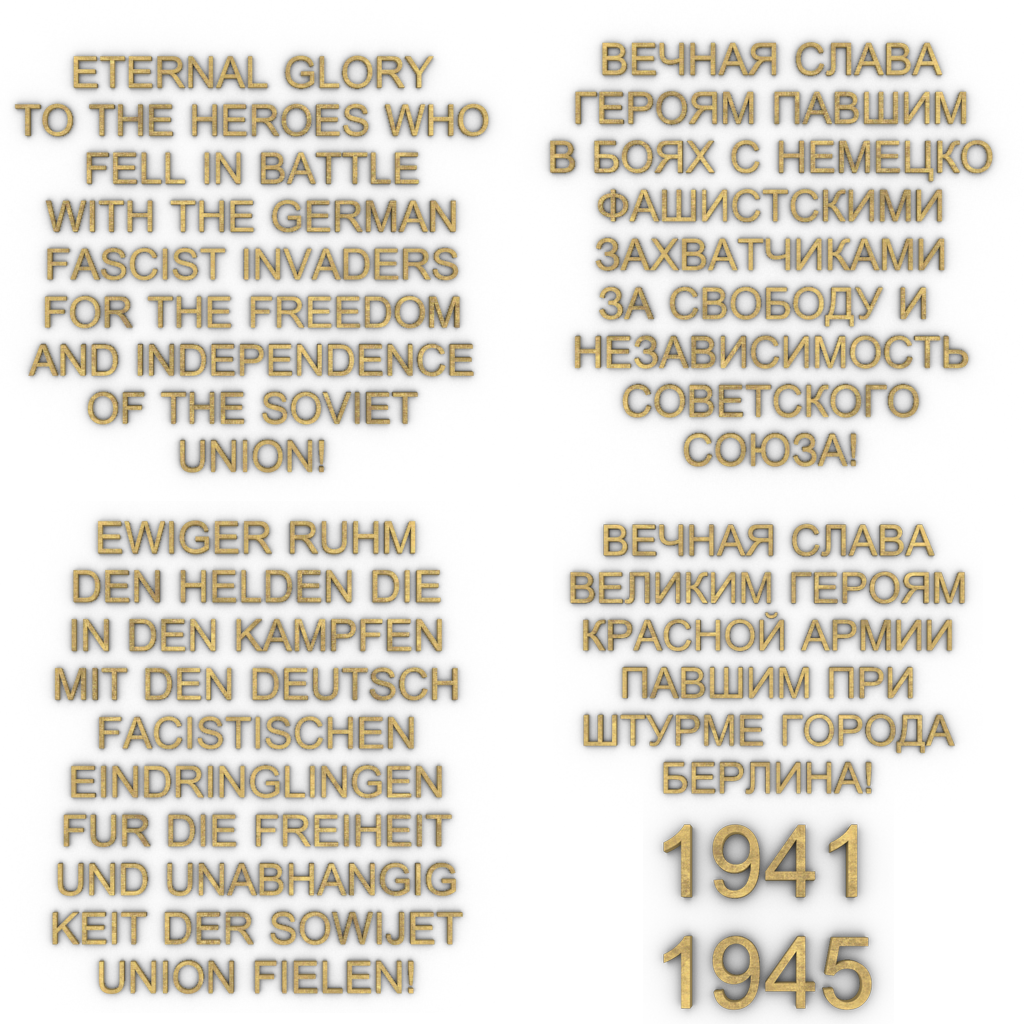 ETERNAL GLORY
TO THE HEROES WHO
FELL IN BATTLE
WITH THE GERMAN
FASCIST INVADERS
FOR THE FREEDOM
AND INDEPENDENCE
OF THE SOVIET
UNION!
ВЕЧНАЯ СЛАВА
ГЕРОЯМ ПАВШИМ
В БОЯХ С НЕМЕЦКО
ФАШИСТСКИМИ
ЗАХВАТЧИКАМИ
ЗА СВОБОДУ И
НЕЗАВИСИМОСТЬ
СОВЕТСКОГО
СОЮЗА!
EWIGER RUHM
DEN HELDEN DIE
IN DEN KAMPFEN
MIT DEN DEUTSCH
FACISTISCHEN
EINDRINGLINGEN
FUR DIE FREIHEIT
UND UNABHANGIG
KEIT DER SOWIJET
UNION FIELEN!
ВЕЧНАЯ СЛАВА
ВЕЛИКИМ ГЕРОЯМ
КРАСНОЙ АРМИИ
ПАВШИМ ПРИ
ШТУРМЕ ГОРОДА
БЕРЛИНА!
1941
1945